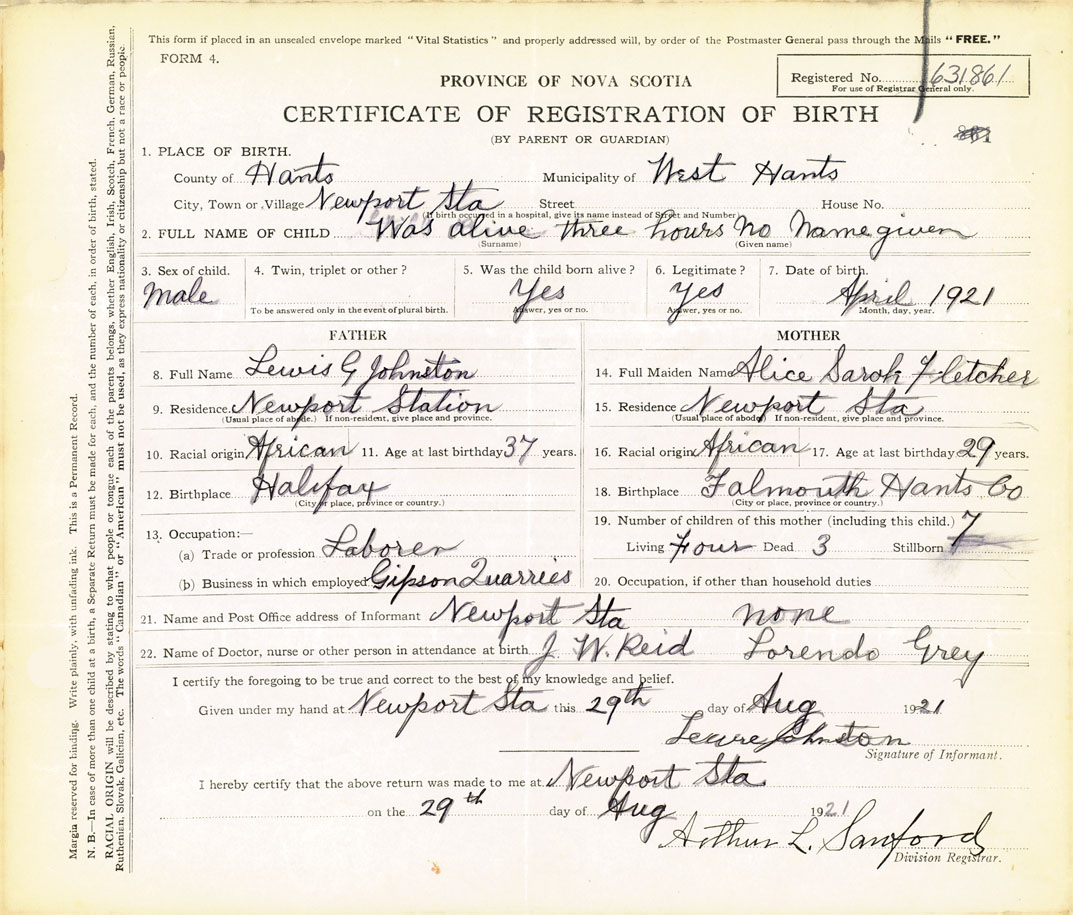 This form if placed in an unsealed envelope marked "Vital Statistics" and properly addressed will, by order of the Postmaster General pass through the Mails "FREE."
FORM 4.
Registered No. 631861
For use of Registrar General only.
PROVINCE OF NOVA SCOTIA
CERTIFICATE OF REGISTRATION OF BIRTH
(BY PARENT OR GUARDIAN)
1. PLACE OF BIRTH.
County of Hants Municipality of West Hants
City, Town or Village Newport Sta Street House No.
(If birth occurred in a hospital, give its name instead of Street and Number)
2. FULL NAME OF CHILD Was alive three hours No Name given
(Surname) (Given name)
3. Sex of child. 4. Twin, triplet or other? 5. Was the child born alive? 6. Legitimate? 7. Date of birth.
Male Yes Yes April 1921
To be answered only in the event of plural birth. Answer, yes or no. Answer, yes or no. Month, day, year.
FATHER MOTHER
8. Full Name Lewis G Johnston 14. Full Maiden Name Alice Sarah Fletcher
9. Residence Newport Station 15. Residence Newport Sta
(Usual place of abode.) If non-resident, give place and province. (Usual place of abode) If non-resident, give place and province.
10. Racial origin African 11. Age at last birthday 37 years. 16. Racial origin African 17. Age at last birthday 29 years.
12. Birthplace Halifax 18. Birthplace Falmouth Hants Co
(City or place, province or country.) (City or place, province or country.)
13. Occupation:— 19. Number of children of this mother (including this child.) 7
(a) Trade or profession Laborer Living Four Dead 3 Stillborn
(b) Business in which employed Gipson Quarries 20. Occupation, if other than household duties
21. Name and Post Office address of Informant Newport Sta none
22. Name of Doctor, nurse or other person in attendance at birth J. W. Reid Lorendo Grey
I certify the foregoing to be true and correct to the best of my knowledge and belief.
Given under my hand at Newport Sta this 29th day of Aug 1921
Johnston
Signature of Informant.
I hereby certify that the above return was made to me at Newport Sta
on the 29th day of Aug 1921
Arthur L. Sanford
Division Registrar.
Margin reserved for binding. Write plainly, with unfading ink. This is a Permanent Record.
N. B.—In case of more than one child at a birth, a Separate Return must be made for each, and the number of each, in order of birth, stated.
RACIAL ORIGIN will be described by stating to what people or tongue each of the parents belongs, whether English, Irish, Scotch, French, German, Russian,
Ruthenian, Slovak, Galician, etc. The words "Canadian" or "American" must not be used, as they express nationality or citizenship but not a race or people.